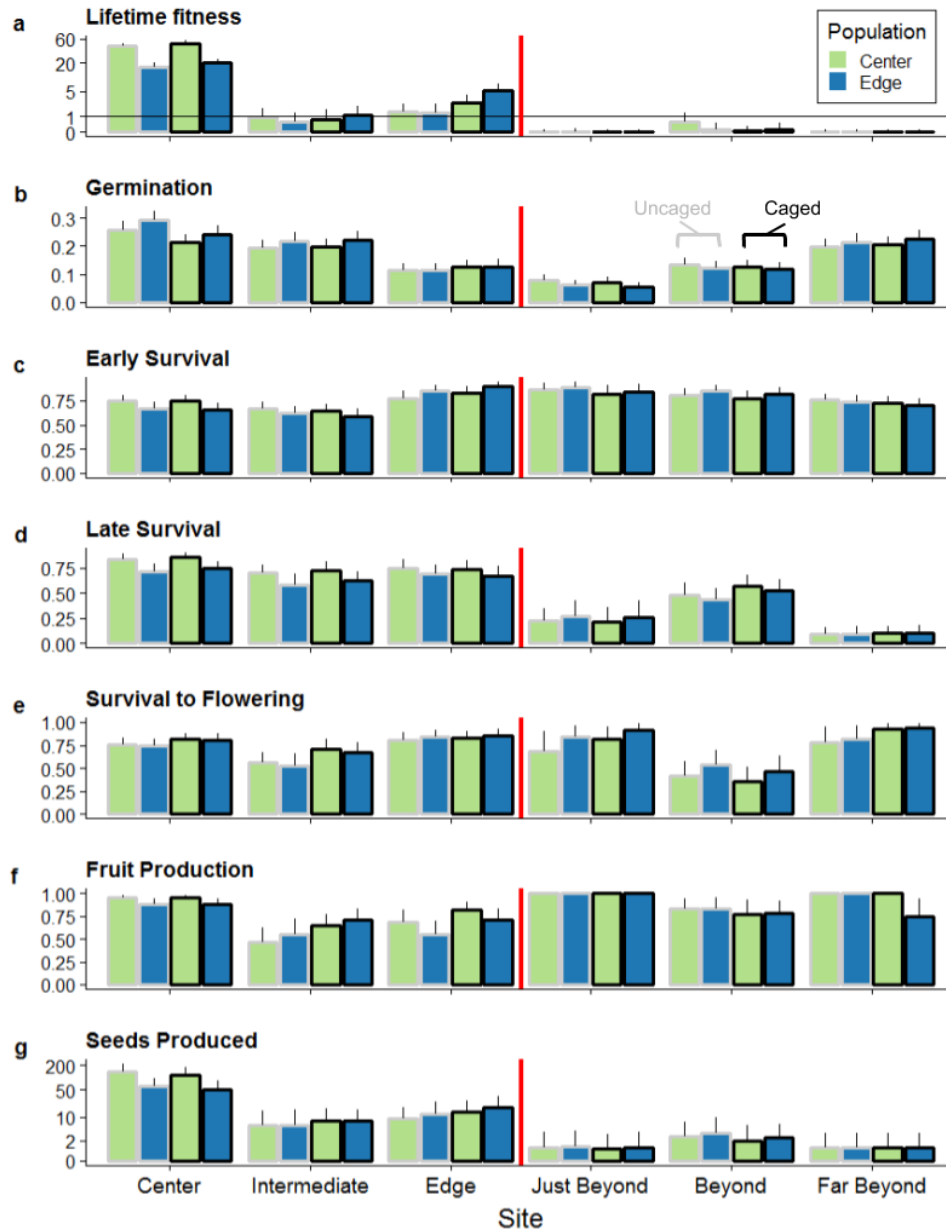 a
Lifetime fitness
60
20
5
1
0
Population
Center
Edge
b
Germination
0.3
0.2
0.1
0.0
Uncaged
Caged
c
Early Survival
0.75
0.50
0.25
0.00
d
Late Survival
0.75
0.50
0.25
0.00
e
Survival to Flowering
1.00
0.75
0.50
0.25
0.00
f
Fruit Production
1.00
0.75
0.50
0.25
0.00
g
Seeds Produced
200
50
10
2
0
Center Intermediate Edge Just Beyond Beyond Far Beyond
Site